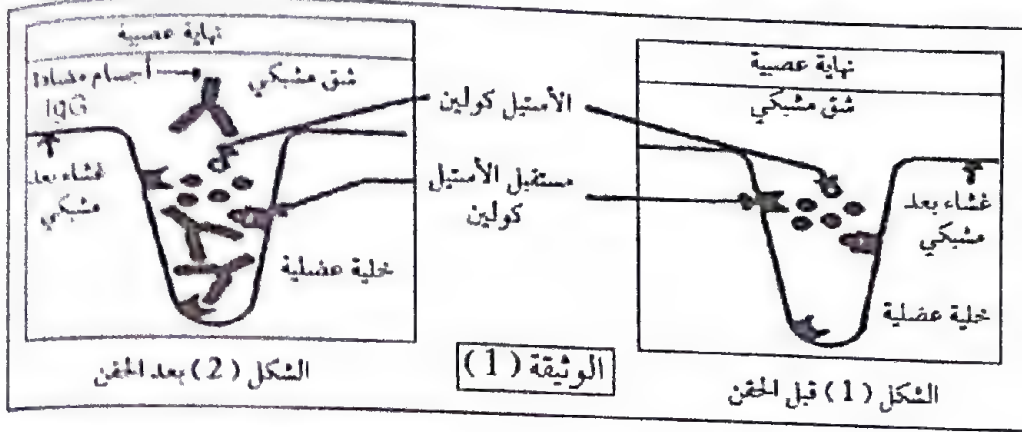 نهاية عصبية
شق مشبكي
غشاء بعد
مشبكي
خلية عضلية
الشكل (1) قبل الحقن
الأستيل كولين
مستقبل الأستيل
كولين
الوثيقة (1)
نهاية عصبية
أجسام مضادة
IgG
شق مشبكي
غشاء بعد
مشبكي
خلية عضلية
الشكل (2) بعد الحقن